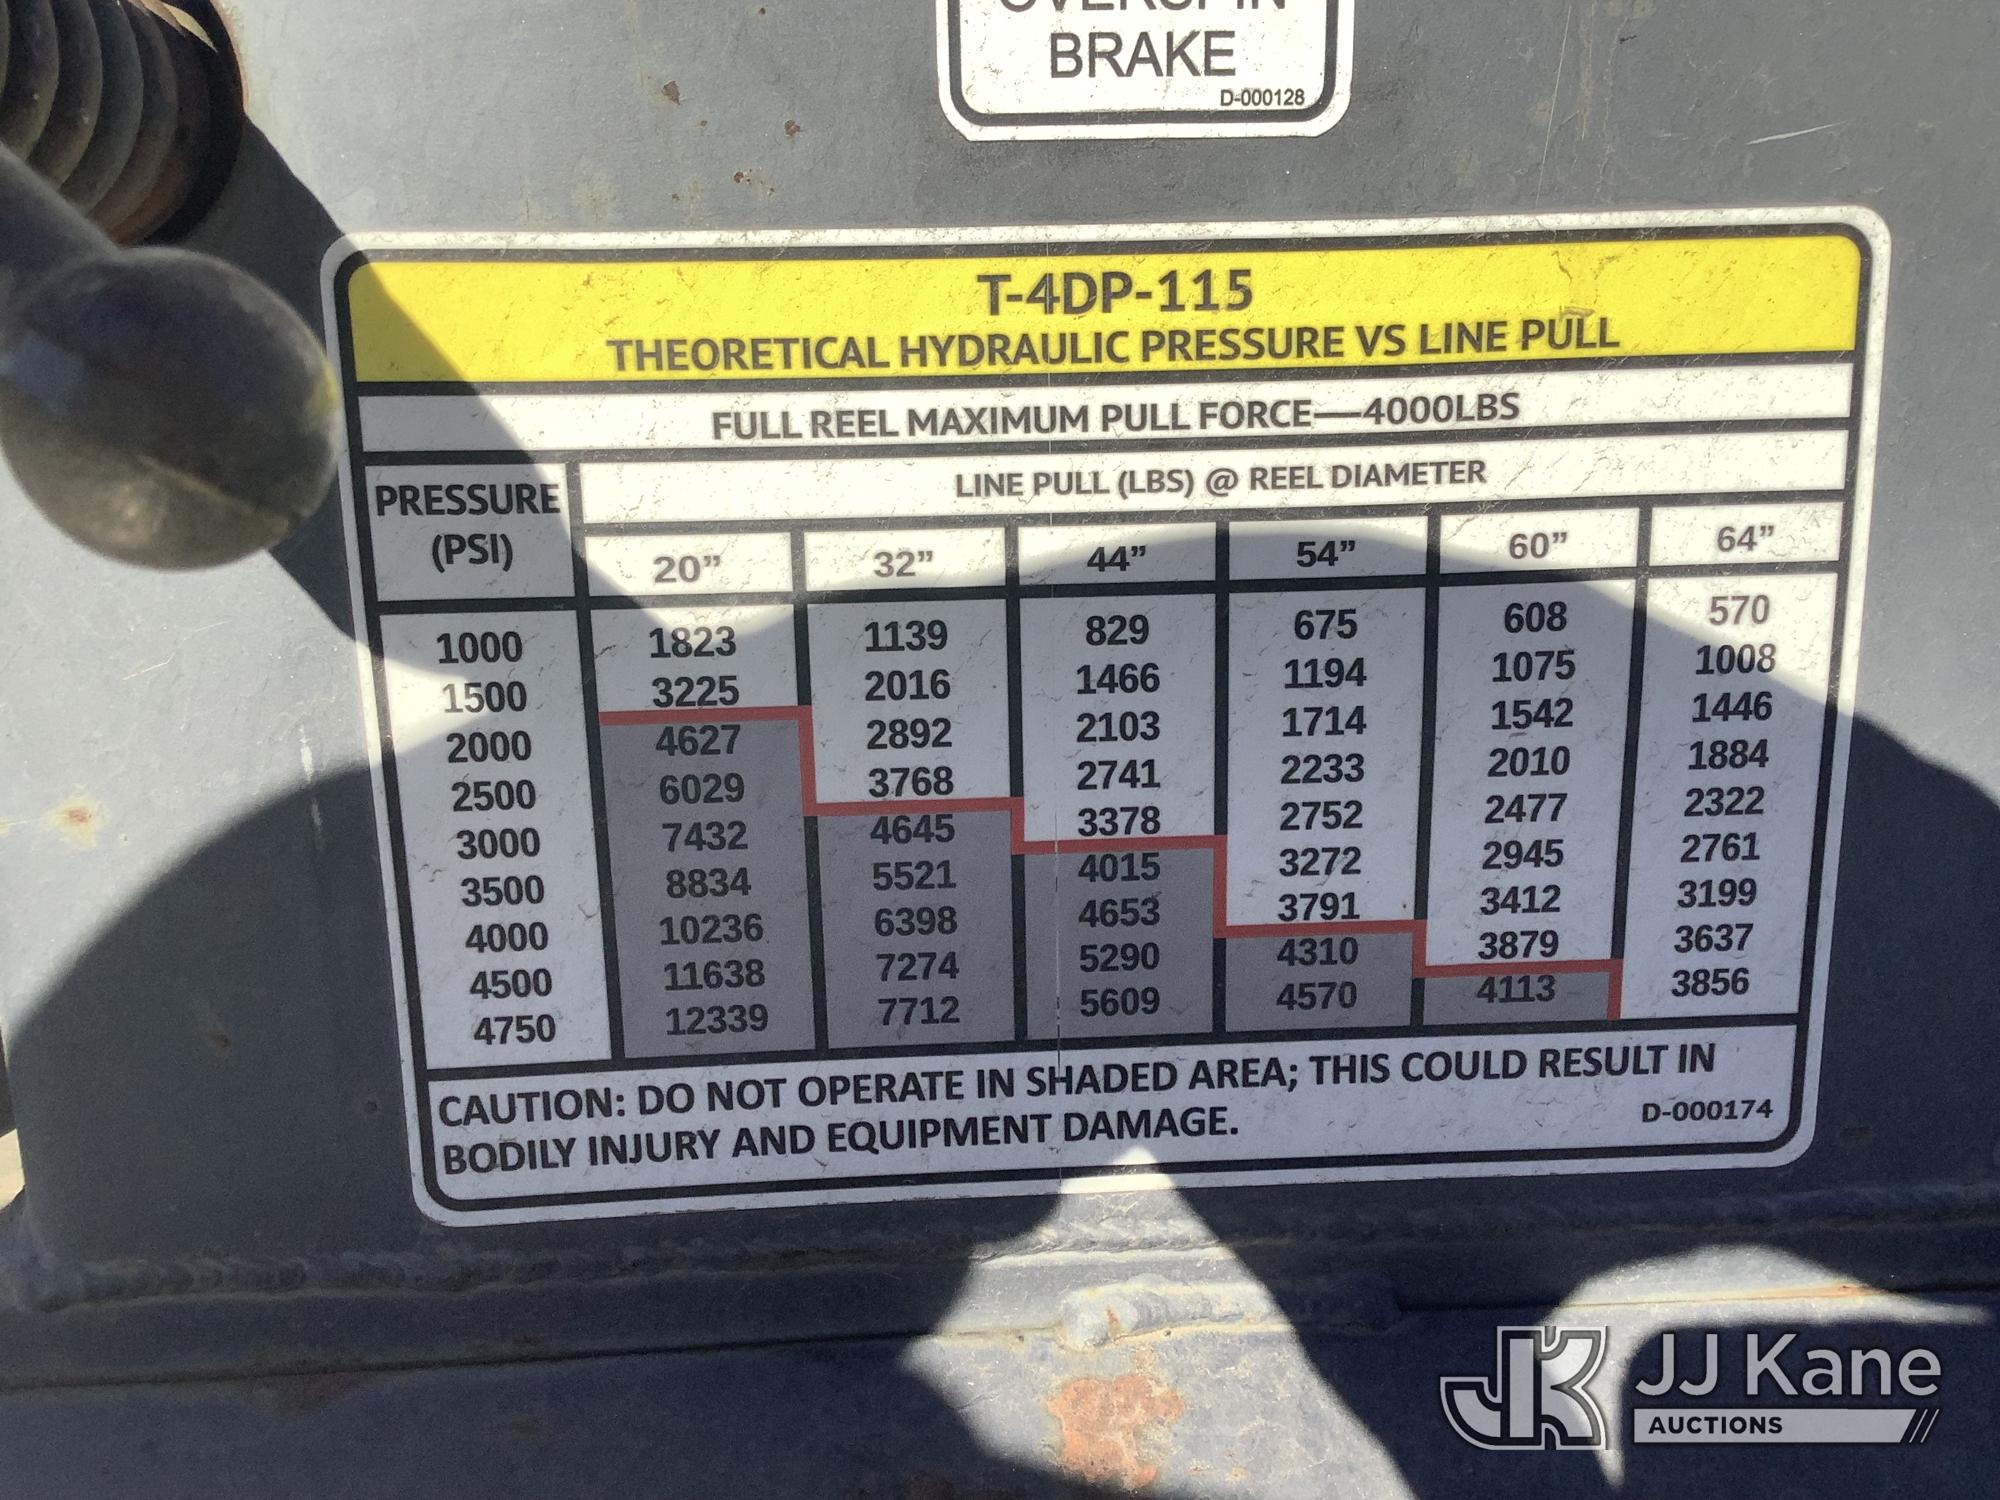 OVERSPIN
BRAKE
D-000128
T-4DP-115
THEORETICAL HYDRAULIC PRESSURE VS LINE PULL
FULL REEL MAXIMUM PULL FORCE—4000LBS
PRESSURE (PSI) LINE PULL (LBS) @ REEL DIAMETER
20” 32” 44” 54” 60” 64”
1000 1823 1139 829 675 608 570
1500 3225 2016 1466 1194 1075 1008
2000 4627 2892 2103 1714 1542 1446
2500 6029 3768 2741 2233 2010 1884
3000 7432 4645 3378 2752 2477 2322
3500 8834 5521 4015 3272 2945 2761
4000 10236 6398 4653 3791 3412 3199
4500 11638 7274 5290 4310 3879 3637
4750 12339 7712 5609 4570 4113 3856
CAUTION: DO NOT OPERATE IN SHADED AREA; THIS COULD RESULT IN
BODILY INJURY AND EQUIPMENT DAMAGE.
D-000174
JK JJ Kane
AUCTIONS